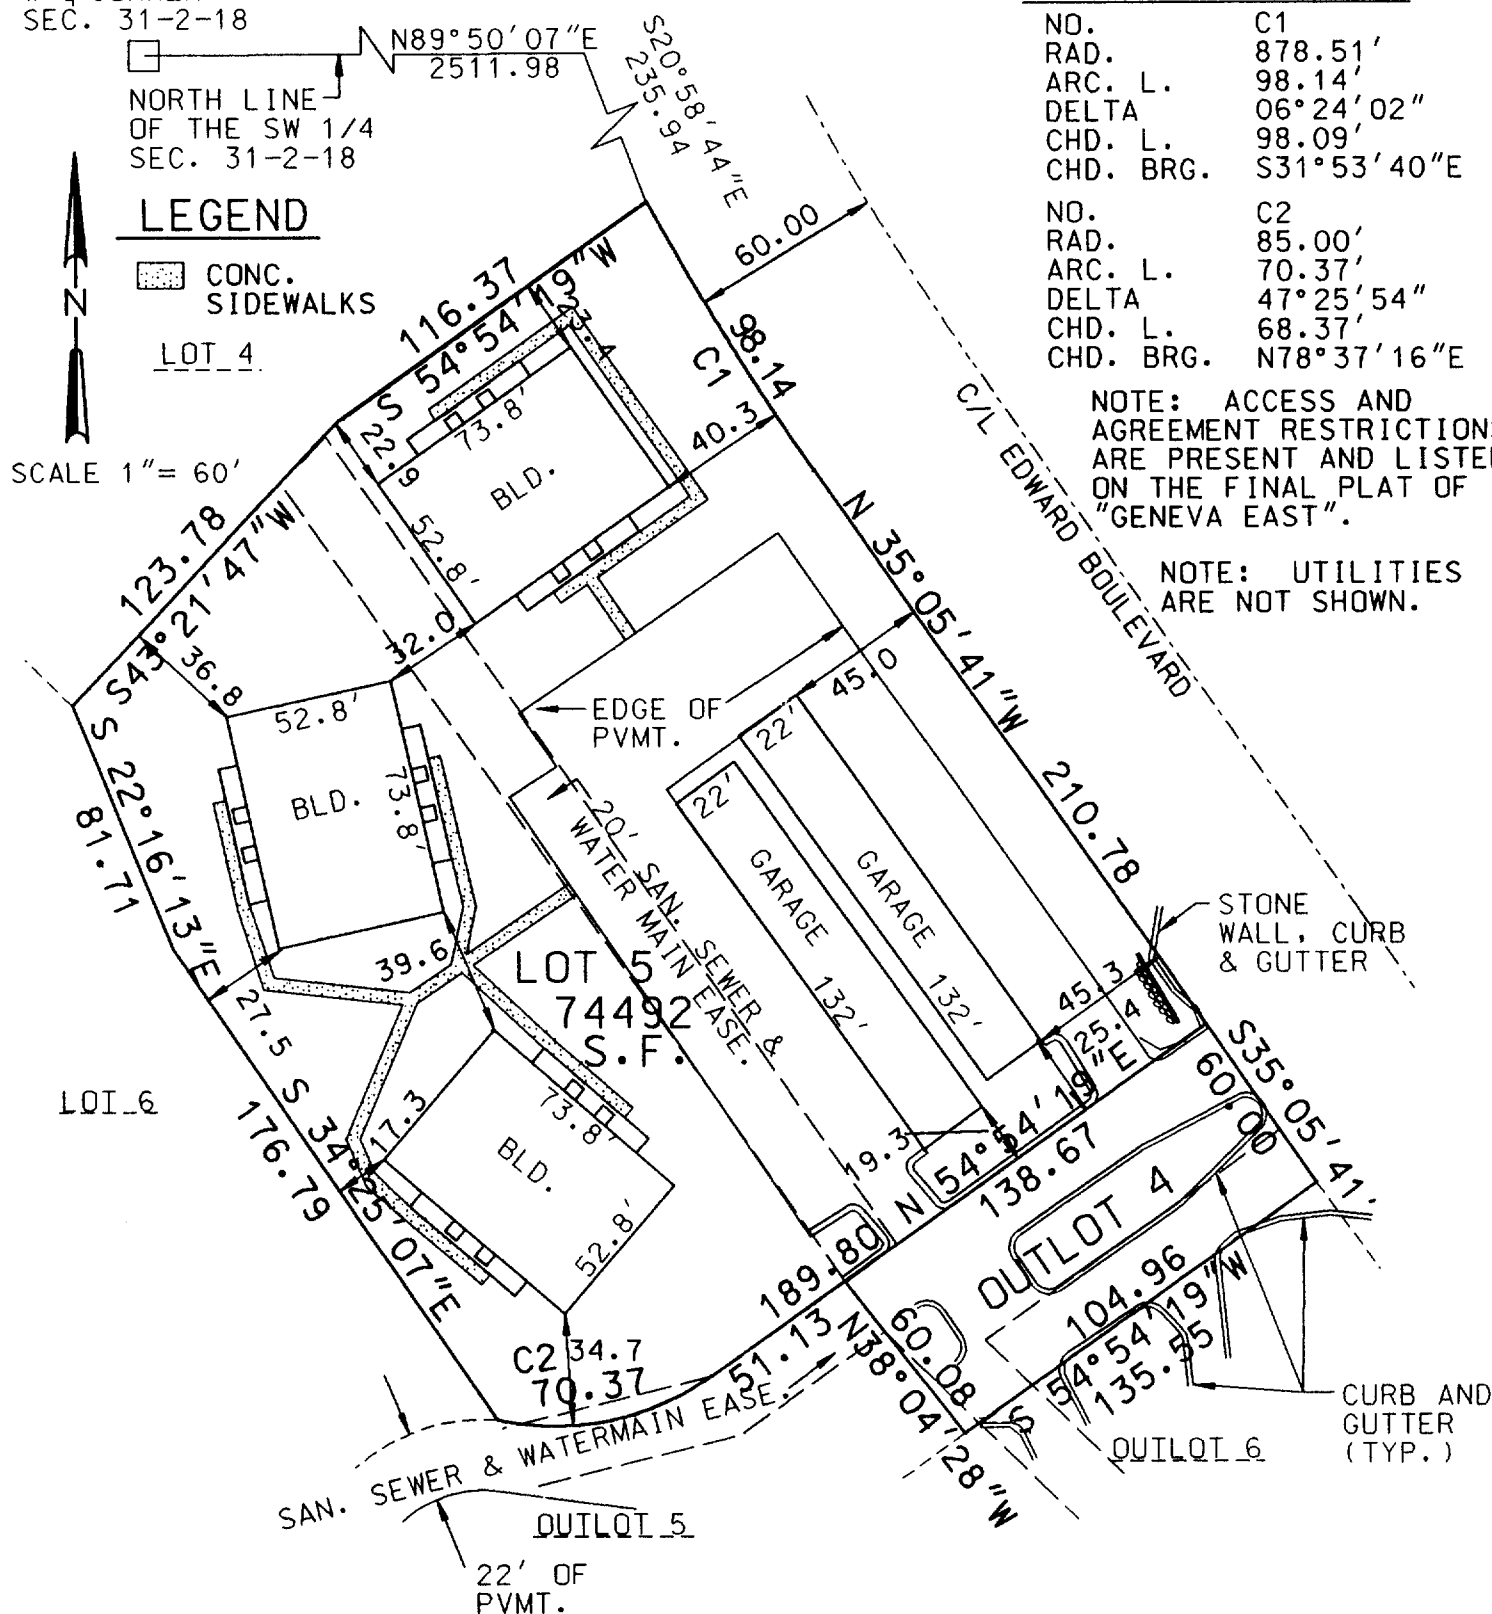 SEC. 31-2-18
N89°50'07"E
2511.98
S20°58'44"E
235.94
NORTH LINE
OF THE SW 1/4
SEC. 31-2-18
LEGEND
CONC.
SIDEWALKS
LOT 4
N
SCALE 1"= 60'
NO. C1
RAD. 878.51'
ARC. L. 98.14'
DELTA 06°24'02"
CHD. L. 98.09'
CHD. BRG. S31°53'40"E
NO. C2
RAD. 85.00'
ARC. L. 70.37'
DELTA 47°25'54"
CHD. L. 68.37'
CHD. BRG. N78°37'16"E
NOTE: ACCESS AND
AGREEMENT RESTRICTIONS
ARE PRESENT AND LISTED
ON THE FINAL PLAT OF
"GENEVA EAST".
NOTE: UTILITIES
ARE NOT SHOWN.
60.00
116.37
S 54°54'19"W
23.4
98.14
C1
C/L EDWARD BOULEVARD
22.9
73.8'
BLD.
40.3
52.8'
123.78
S43°21'47"W
N 35°05'41"W
210.78
32.0
36.8
52.8'
BLD.
73.8'
EDGE OF
PVMT.
45.0
22'
22'
GARAGE 132'
GARAGE 132'
20' SAN. SEWER &
WATER MAIN EASE.
S 22°16'13"E
81.71
STONE
WALL, CURB
& GUTTER
39.6
LOT 5
74492
S.F.
27.5
45.3
25.4
LOT 6
S 34°25'07"E
176.79
17.3
73.8'
BLD.
52.8'
19.3
N 54°54'19"E
138.67
60.00
S35°05'41"
OUTLOT 4
189.80
51.13
C2 34.7
70.37
N38°04'28"W
60.08
104.96
S 54°54'19"W
135.55
CURB AND
GUTTER
(TYP.)
SAN. SEWER & WATERMAIN EASE.
OUTLOT 6
OUTLOT 5
22' OF
PVMT.